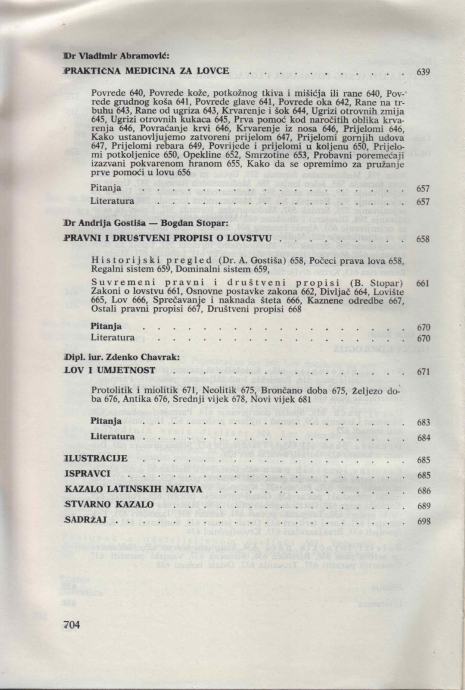 Dr Vladimir Abramović:
PRAKTIČNA MEDICINA ZA LOVCE . . . . . . . . . . 639
Povrede 640, Povrede kože, potkožnog tkiva i mišićja ili rane 640, Pov-
rede grudnog koša 641, Povrede glave 641, Povrede oka 642, Rane na tr-
buhu 643, Rane od ugriza 643, Krvarenje i šok 644, Ugrizi otrovnih zmija
645, Ugrizi otrovnih kukaca 645, Prva pomoć kod naročitih oblika krva-
renja 646, Povraćanje krvi 646, Krvarenje iz nosa 646, Prijelomi 646,
Kako ustanovljujemo zatvoreni prijelom 647, Prijelomi gornjih udova
647, Prijelomi rebara 649, Povrijede i prijelomi u koljenu 650, Prijelo-
mi potkoljenice 650, Opekline 652, Smrzotine 653, Probavni poremećaji
izazvani pokvarenom hranom 655, Kako da se opremimo za pružanje
prve pomoći u lovu 656
Pitanja . . . . . . . . . . . . . . . . 657
Literatura . . . . . . . . . . . . . . . 657
Dr Andrija Gostiša — Bogdan Stopar:
PRAVNI I DRUŠTVENI PROPISI O LOVSTVU . . . . . . . . 658
Historijski pregled (Dr. A. Gostiša) 658, Počeci prava lova 658,
Regalni sistem 659, Dominalni sistem 659,
Suvremeni pravni i društveni propisi (B. Stopar) 661
Zakoni o lovstvu 661, Osnovne postavke zakona 662, Divljač 664, Lovište
665, Lov 666, Sprečavanje i naknada šteta 666, Kaznene odredbe 667,
Ostali pravni propisi 667, Društveni propisi 668
Pitanja . . . . . . . . . . . . . . . . 670
Literatura . . . . . . . . . . . . . . . 670
Dipl. iur. Zdenko Chavrak:
LOV I UMJETNOST . . . . . . . . . . . . . . 671
Protolitik i miolitik 671, Neolitik 675, Brončano doba 675, Željezo do-
ba 676, Antika 676, Srednji vijek 678, Novi vijek 681
Pitanja . . . . . . . . . . . . . . . . 683
Literatura . . . . . . . . . . . . . . . 684
ILUSTRACIJE . . . . . . . . . . . . . . . 685
ISPRAVCI . . . . . . . . . . . . . . . . 685
KAZALO LATINSKIH NAZIVA . . . . . . . . . . . . 686
STVARNO KAZALO . . . . . . . . . . . . . . 689
SADRŽAJ . . . . . . . . . . . . . . . . 698
704